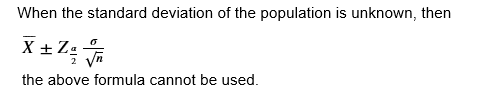 When the standard deviation of the population is unknown, then
X̄ ± Z_{α/2} σ/√n
the above formula cannot be used.